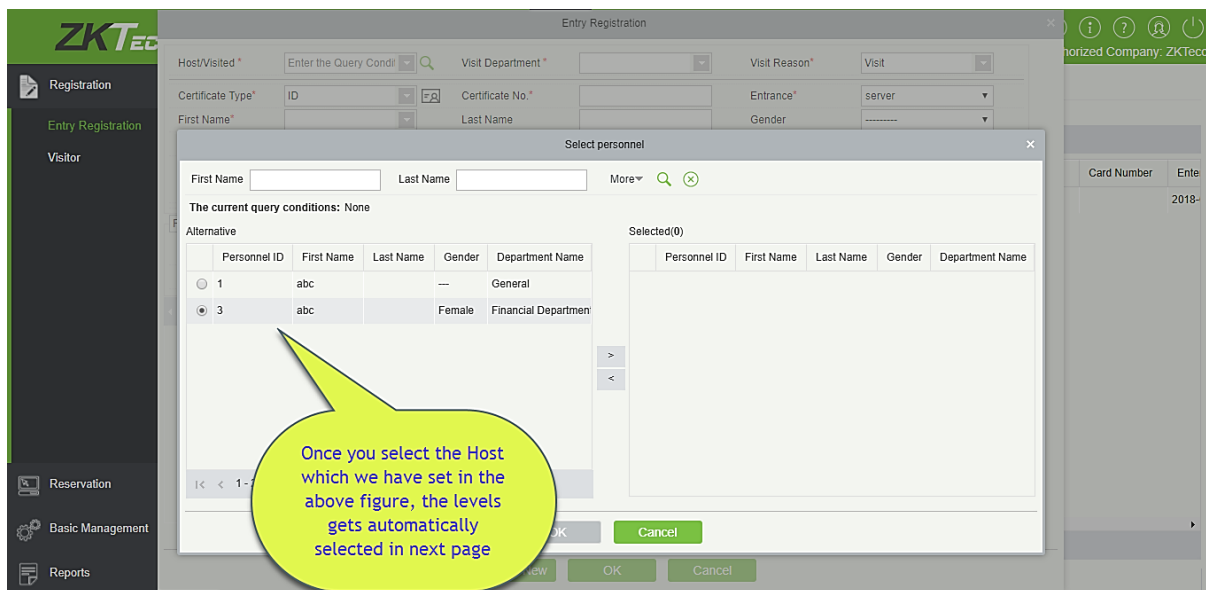 ZKTec
Entry Registration
Authorized Company: ZKTeco
Registration
Entry Registration
Visitor
Reservation
Basic Management
Reports
Host/Visited *
Enter the Query Condi
Visit Department *
Visit Reason*
Visit
Certificate Type*
ID
Certificate No.*
Entrance*
server
First Name*
Last Name
Gender
---------
Card Number
Ente
2018-
Select personnel
First Name
Last Name
More
The current query conditions: None
Alternative
Selected(0)
Personnel ID First Name Last Name Gender Department Name
1 abc --- General
3 abc Female Financial Departmen
Personnel ID First Name Last Name Gender Department Name
>
<
|< < 1-
Once you select the Host
which we have set in the
above figure, the levels
gets automatically
selected in next page
OK
Cancel
New
OK
Cancel